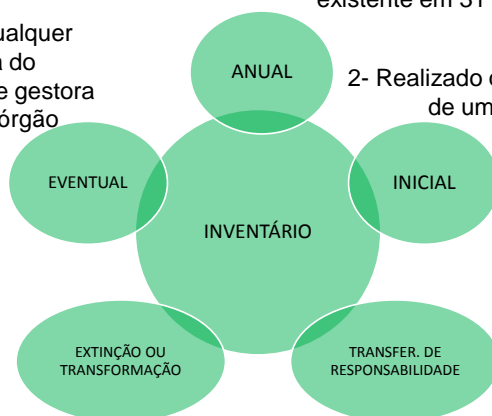 existente em 31
ualquer
do
e gestora
órgão
ANUAL
2- Realizado
de um
EVENTUAL
INICIAL
INVENTÁRIO
EXTINÇÃO OU
TRANSFORMAÇÃO
TRANSFER. DE
RESPONSABILIDADE